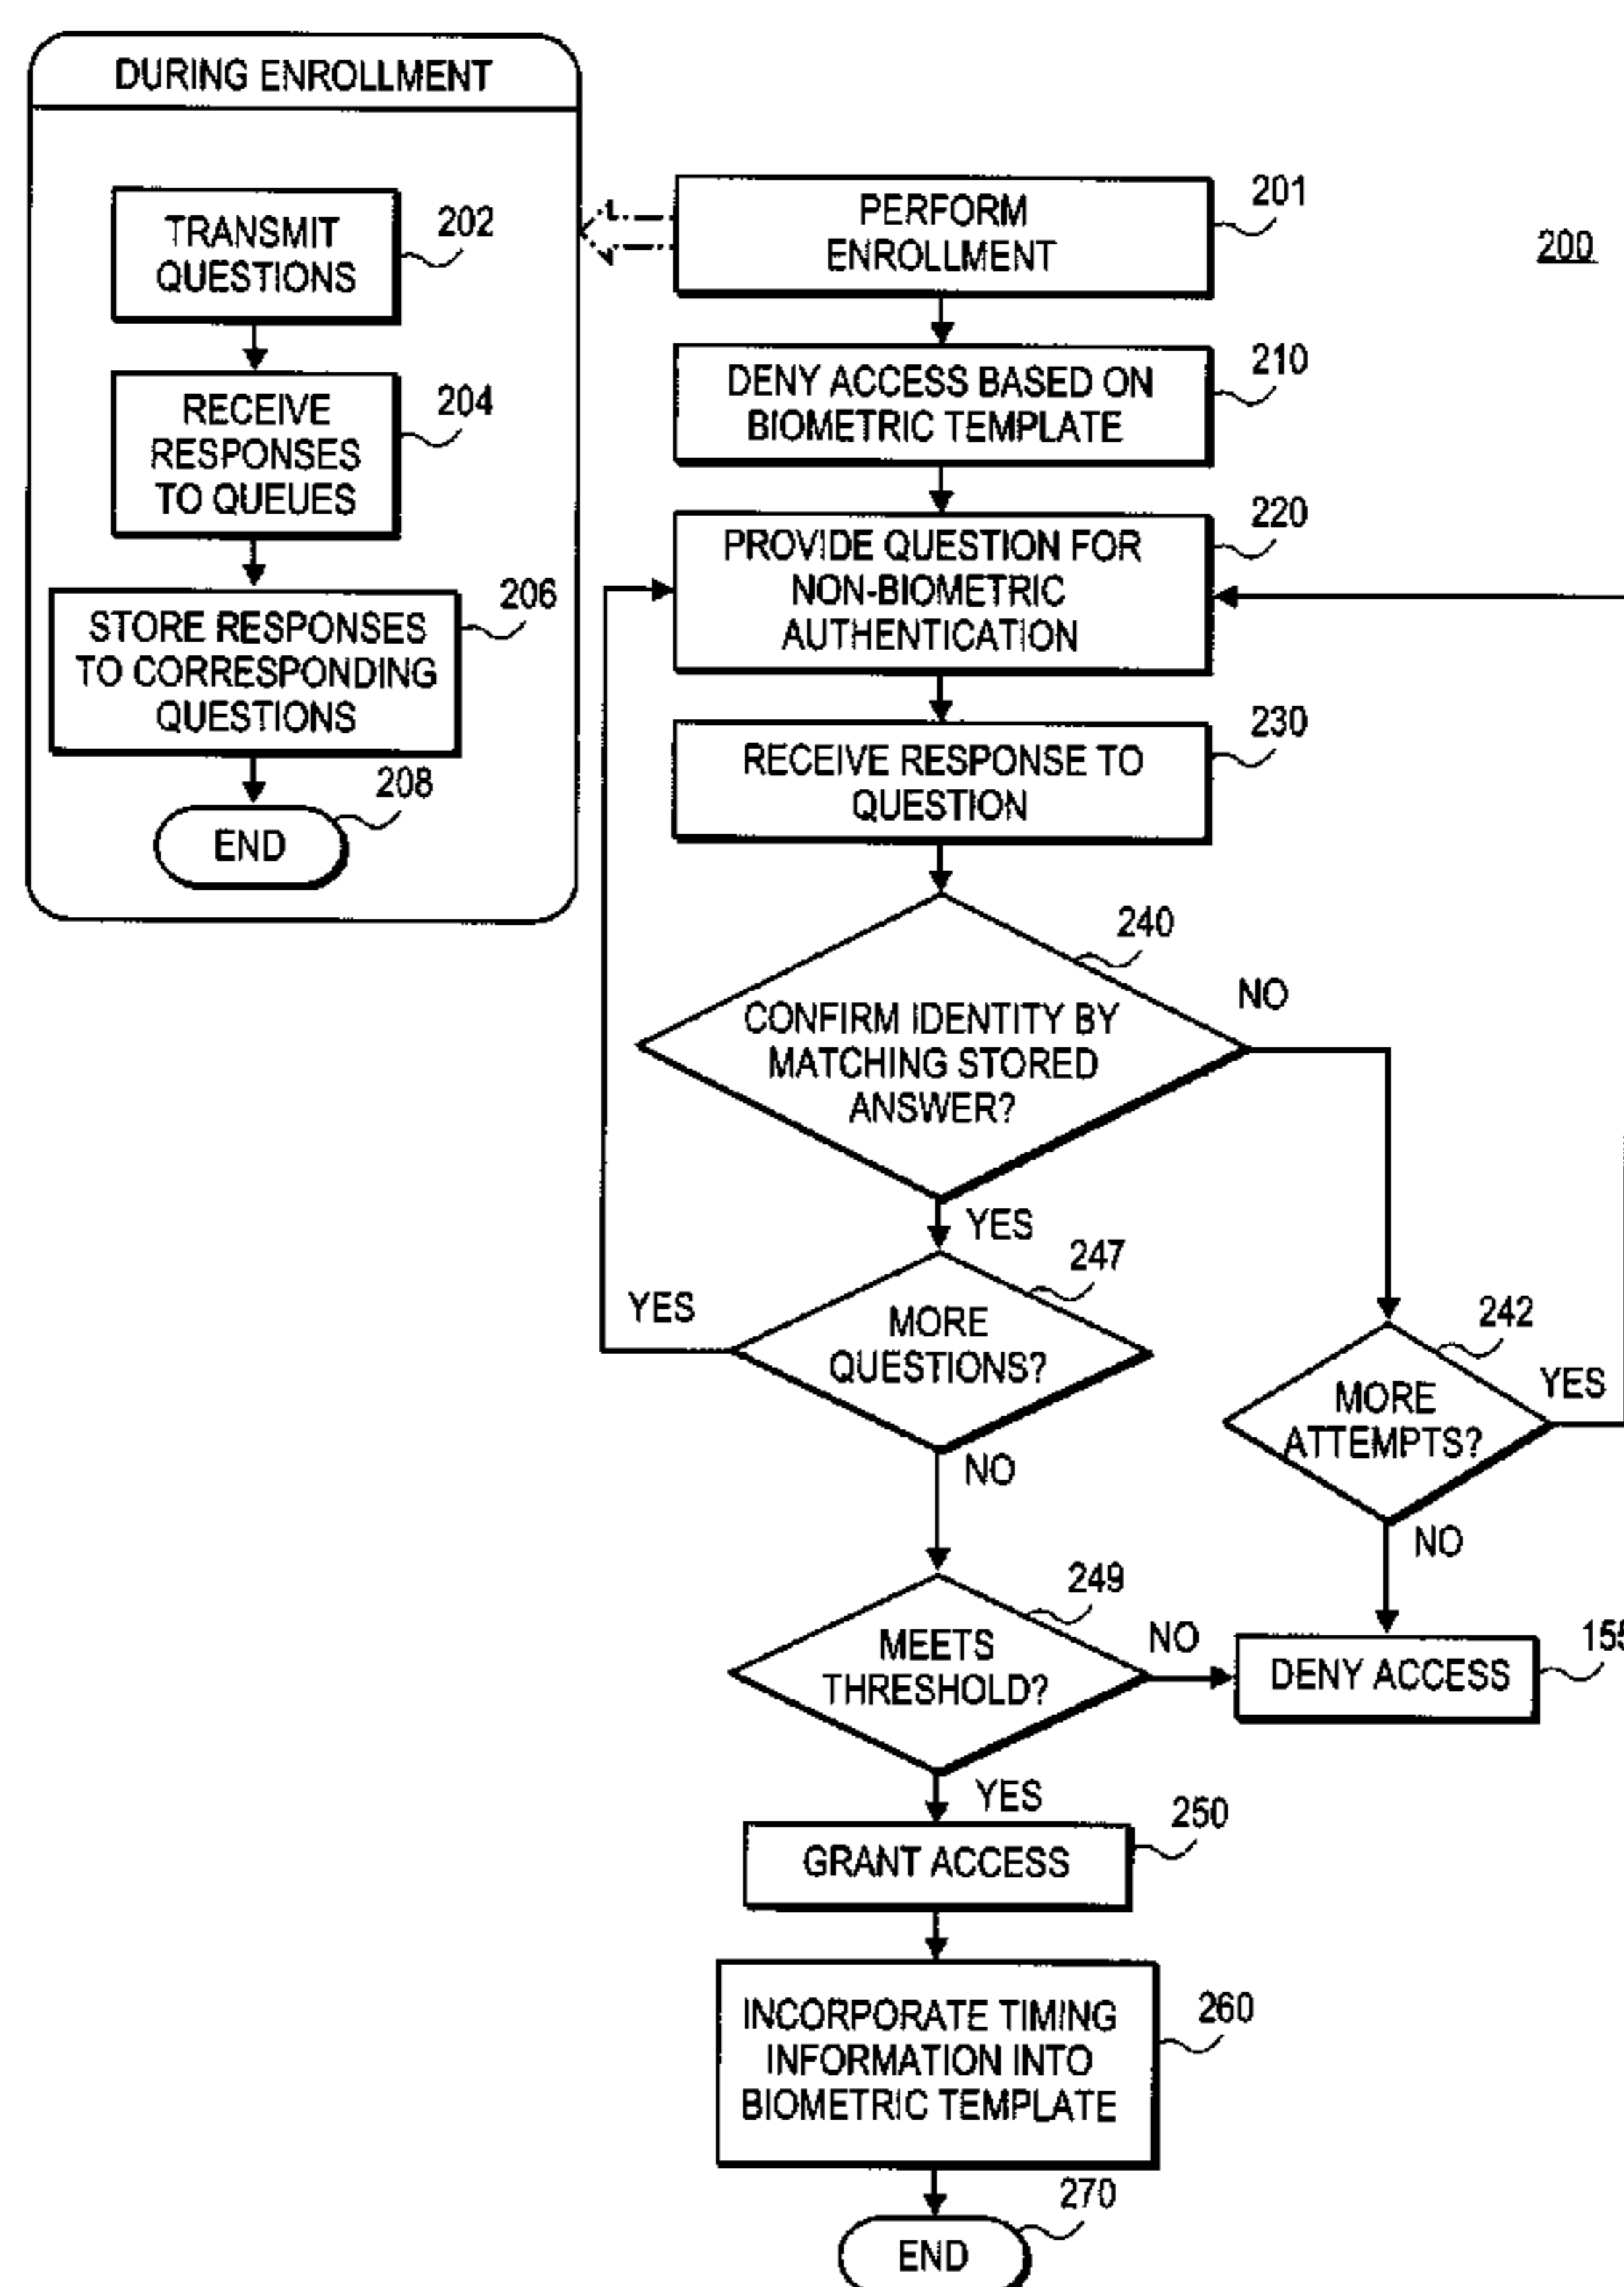 DURING ENROLLMENT
TRANSMIT
QUESTIONS
202
RECEIVE
RESPONSES
TO QUEUES
204
STORE RESPONSES
TO CORRESPONDING
QUESTIONS
206
208
END
PERFORM
ENROLLMENT
201
200
DENY ACCESS BASED ON
BIOMETRIC TEMPLATE
210
PROVIDE QUESTION FOR
NON-BIOMETRIC
AUTHENTICATION
220
RECEIVE RESPONSE TO
QUESTION
230
240
CONFIRM IDENTITY BY
MATCHING STORED
ANSWER?
NO
YES
247
YES
MORE
QUESTIONS?
NO
242
MORE
ATTEMPTS?
YES
NO
249
MEETS
THRESHOLD?
NO
155
DENY ACCESS
YES
250
GRANT ACCESS
INCORPORATE TIMING
INFORMATION INTO
BIOMETRIC TEMPLATE
260
270
END